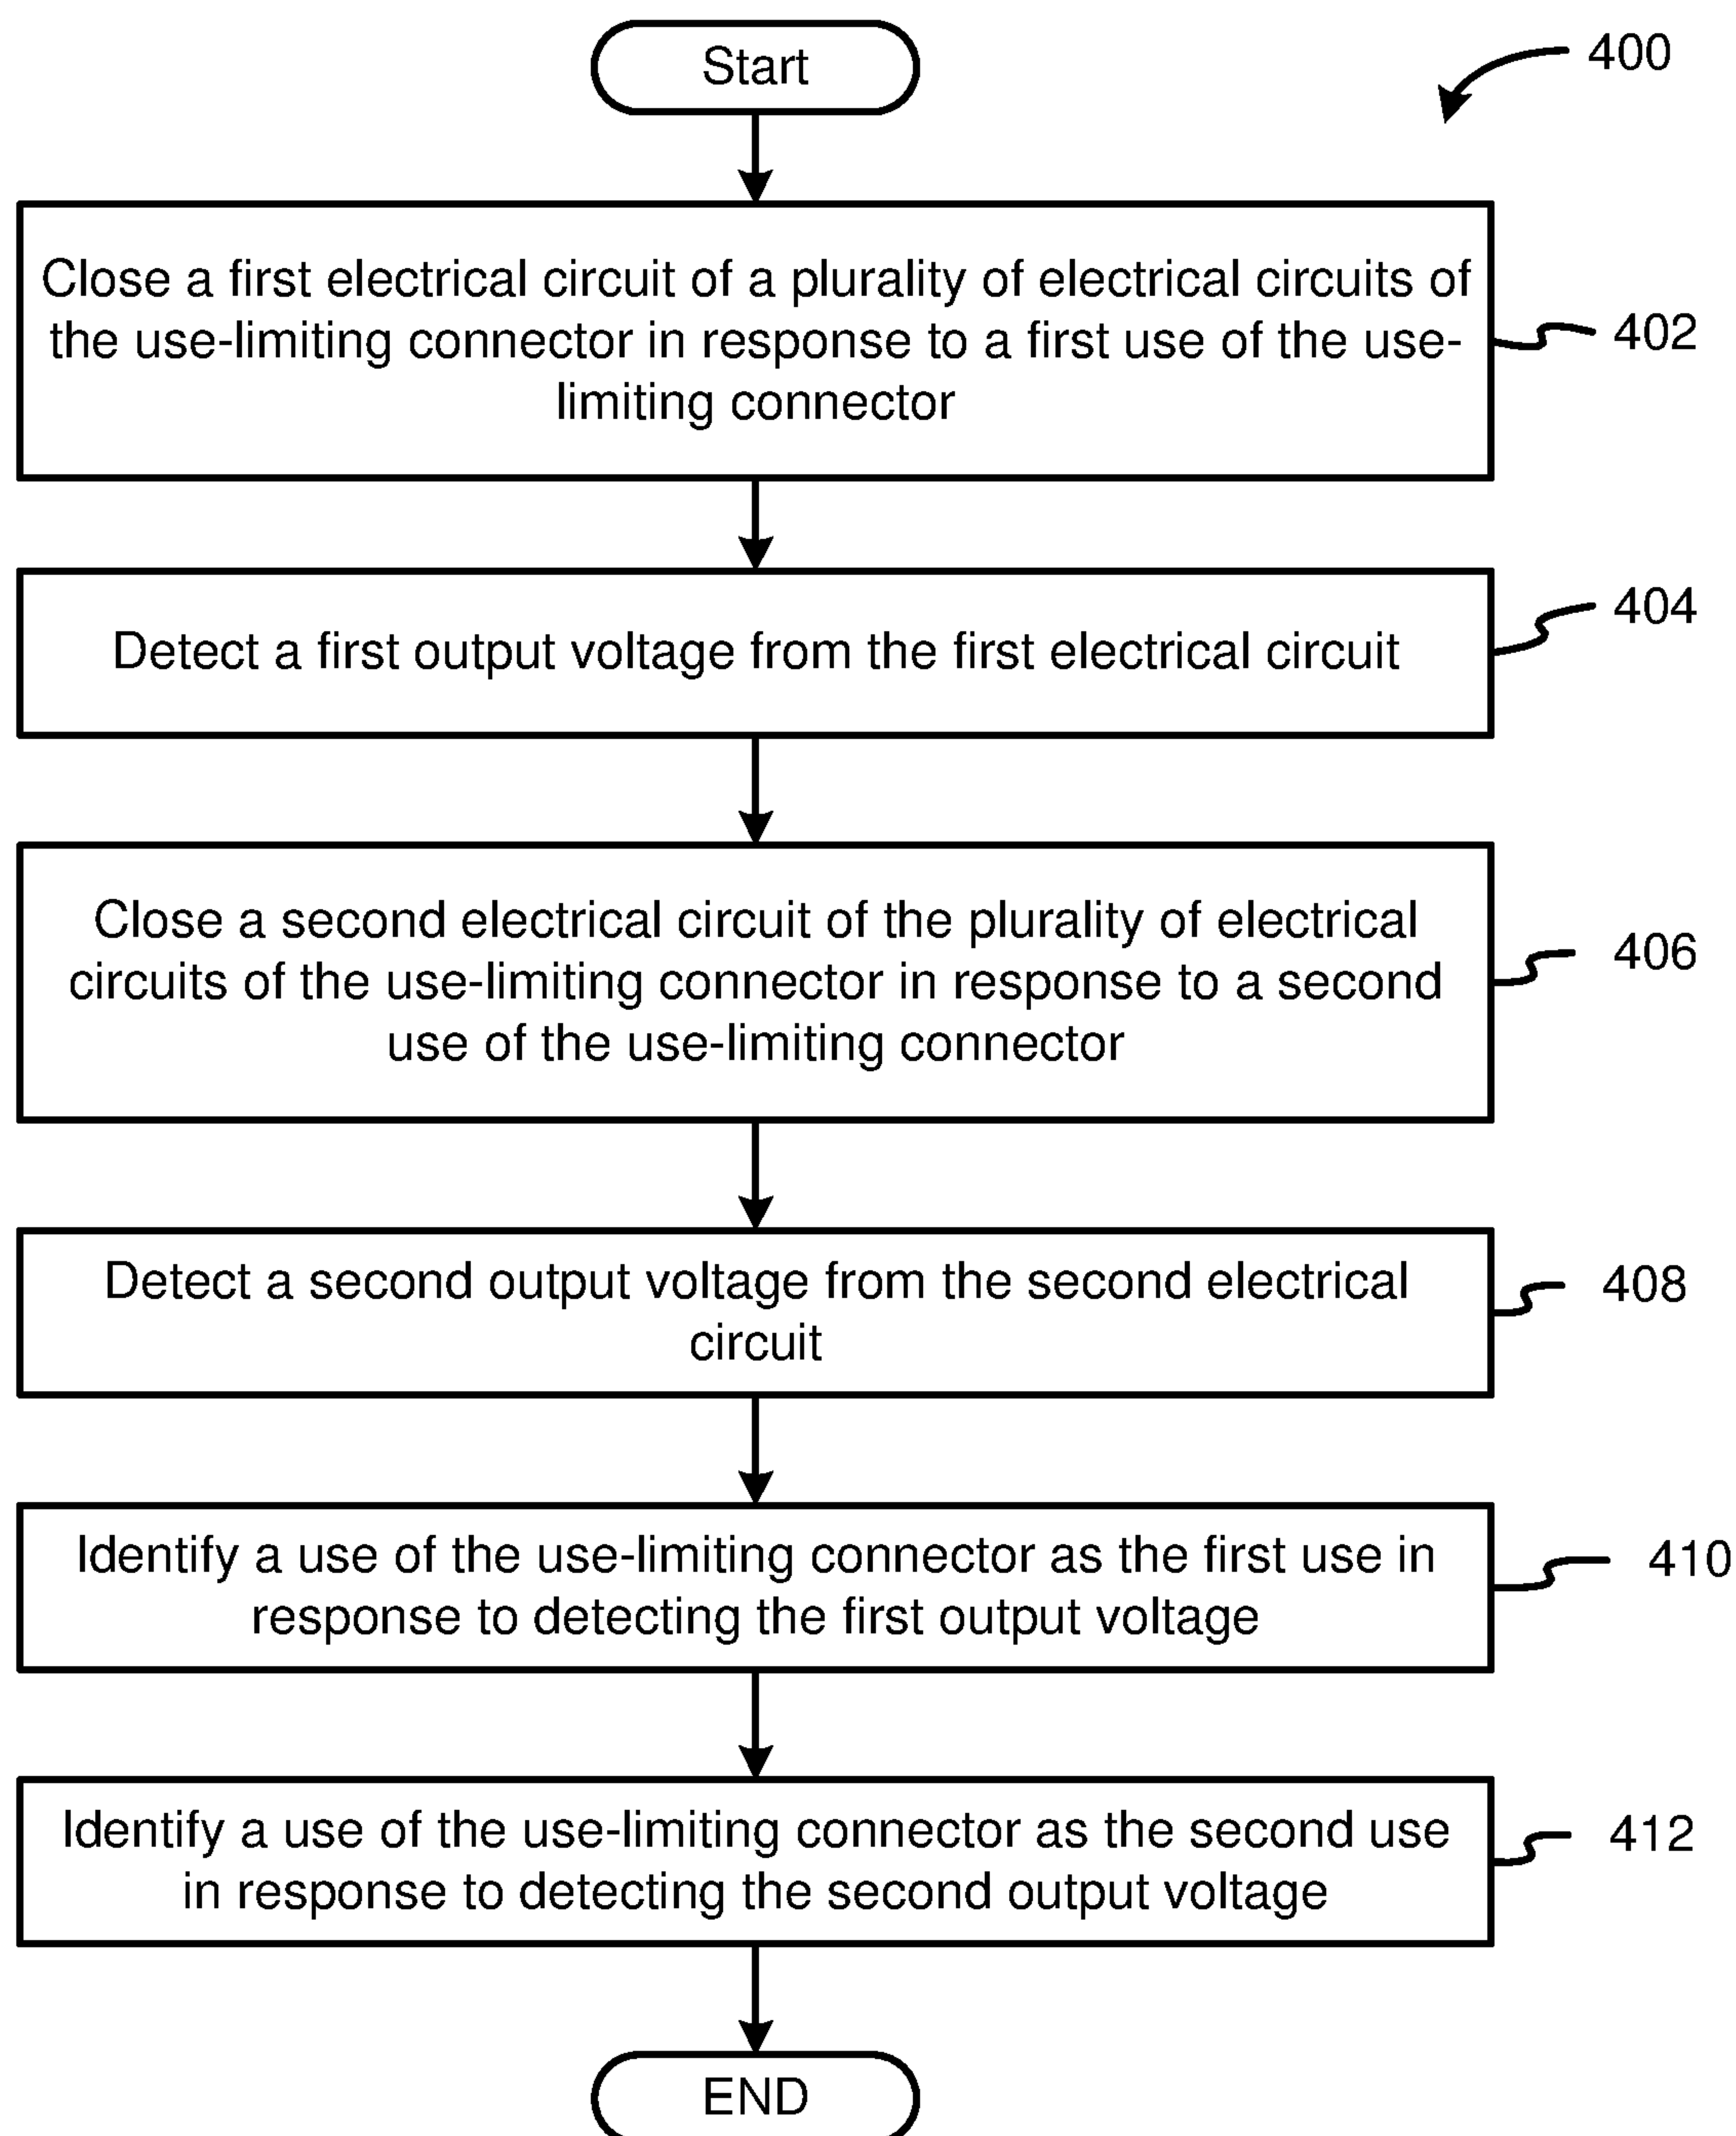 Start
400
Close a first electrical circuit of a plurality of electrical circuits of
the use-limiting connector in response to a first use of the use-
limiting connector
402
Detect a first output voltage from the first electrical circuit
404
Close a second electrical circuit of the plurality of electrical
circuits of the use-limiting connector in response to a second
use of the use-limiting connector
406
Detect a second output voltage from the second electrical
circuit
408
Identify a use of the use-limiting connector as the first use in
response to detecting the first output voltage
410
Identify a use of the use-limiting connector as the second use
in response to detecting the second output voltage
412
END